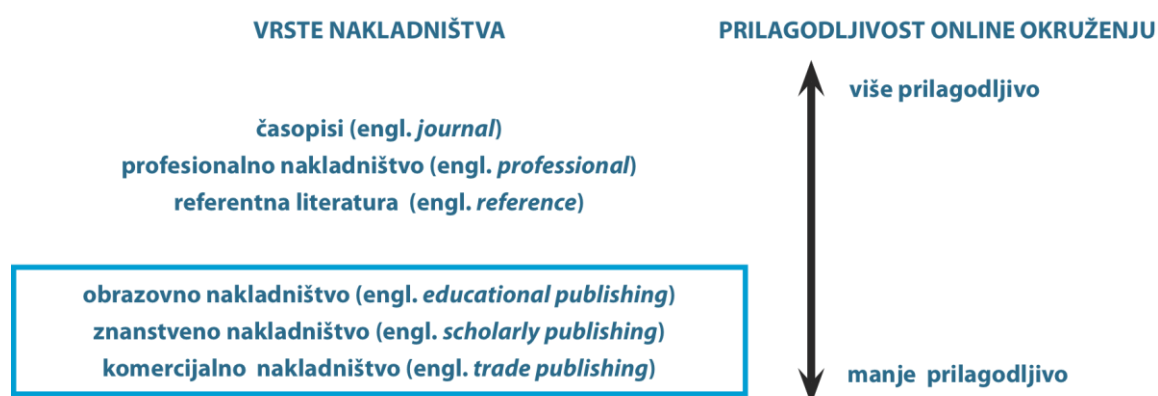 VRSTE NAKLADNIŠTVA
PRILAGODLJIVOST ONLINE OKRUŽENJU
više prilagodljivo
časopisi (engl. journal)
profesionalno nakladništvo (engl. professional)
referentna literatura (engl. reference)
obrazovno nakladništvo (engl. educational publishing)
znanstveno nakladništvo (engl. scholarly publishing)
komercijalno nakladništvo (engl. trade publishing)
manje prilagodljivo